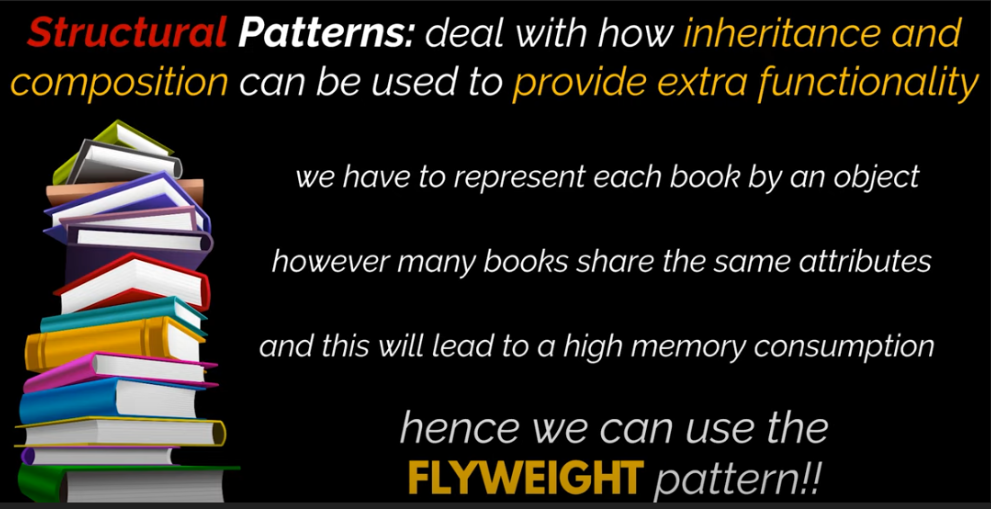 Structural Patterns: deal with how inheritance and
composition can be used to provide extra functionality
we have to represent each book by an object
however many books share the same attributes
and this will lead to a high memory consumption
hence we can use the
FLYWEIGHT pattern!!